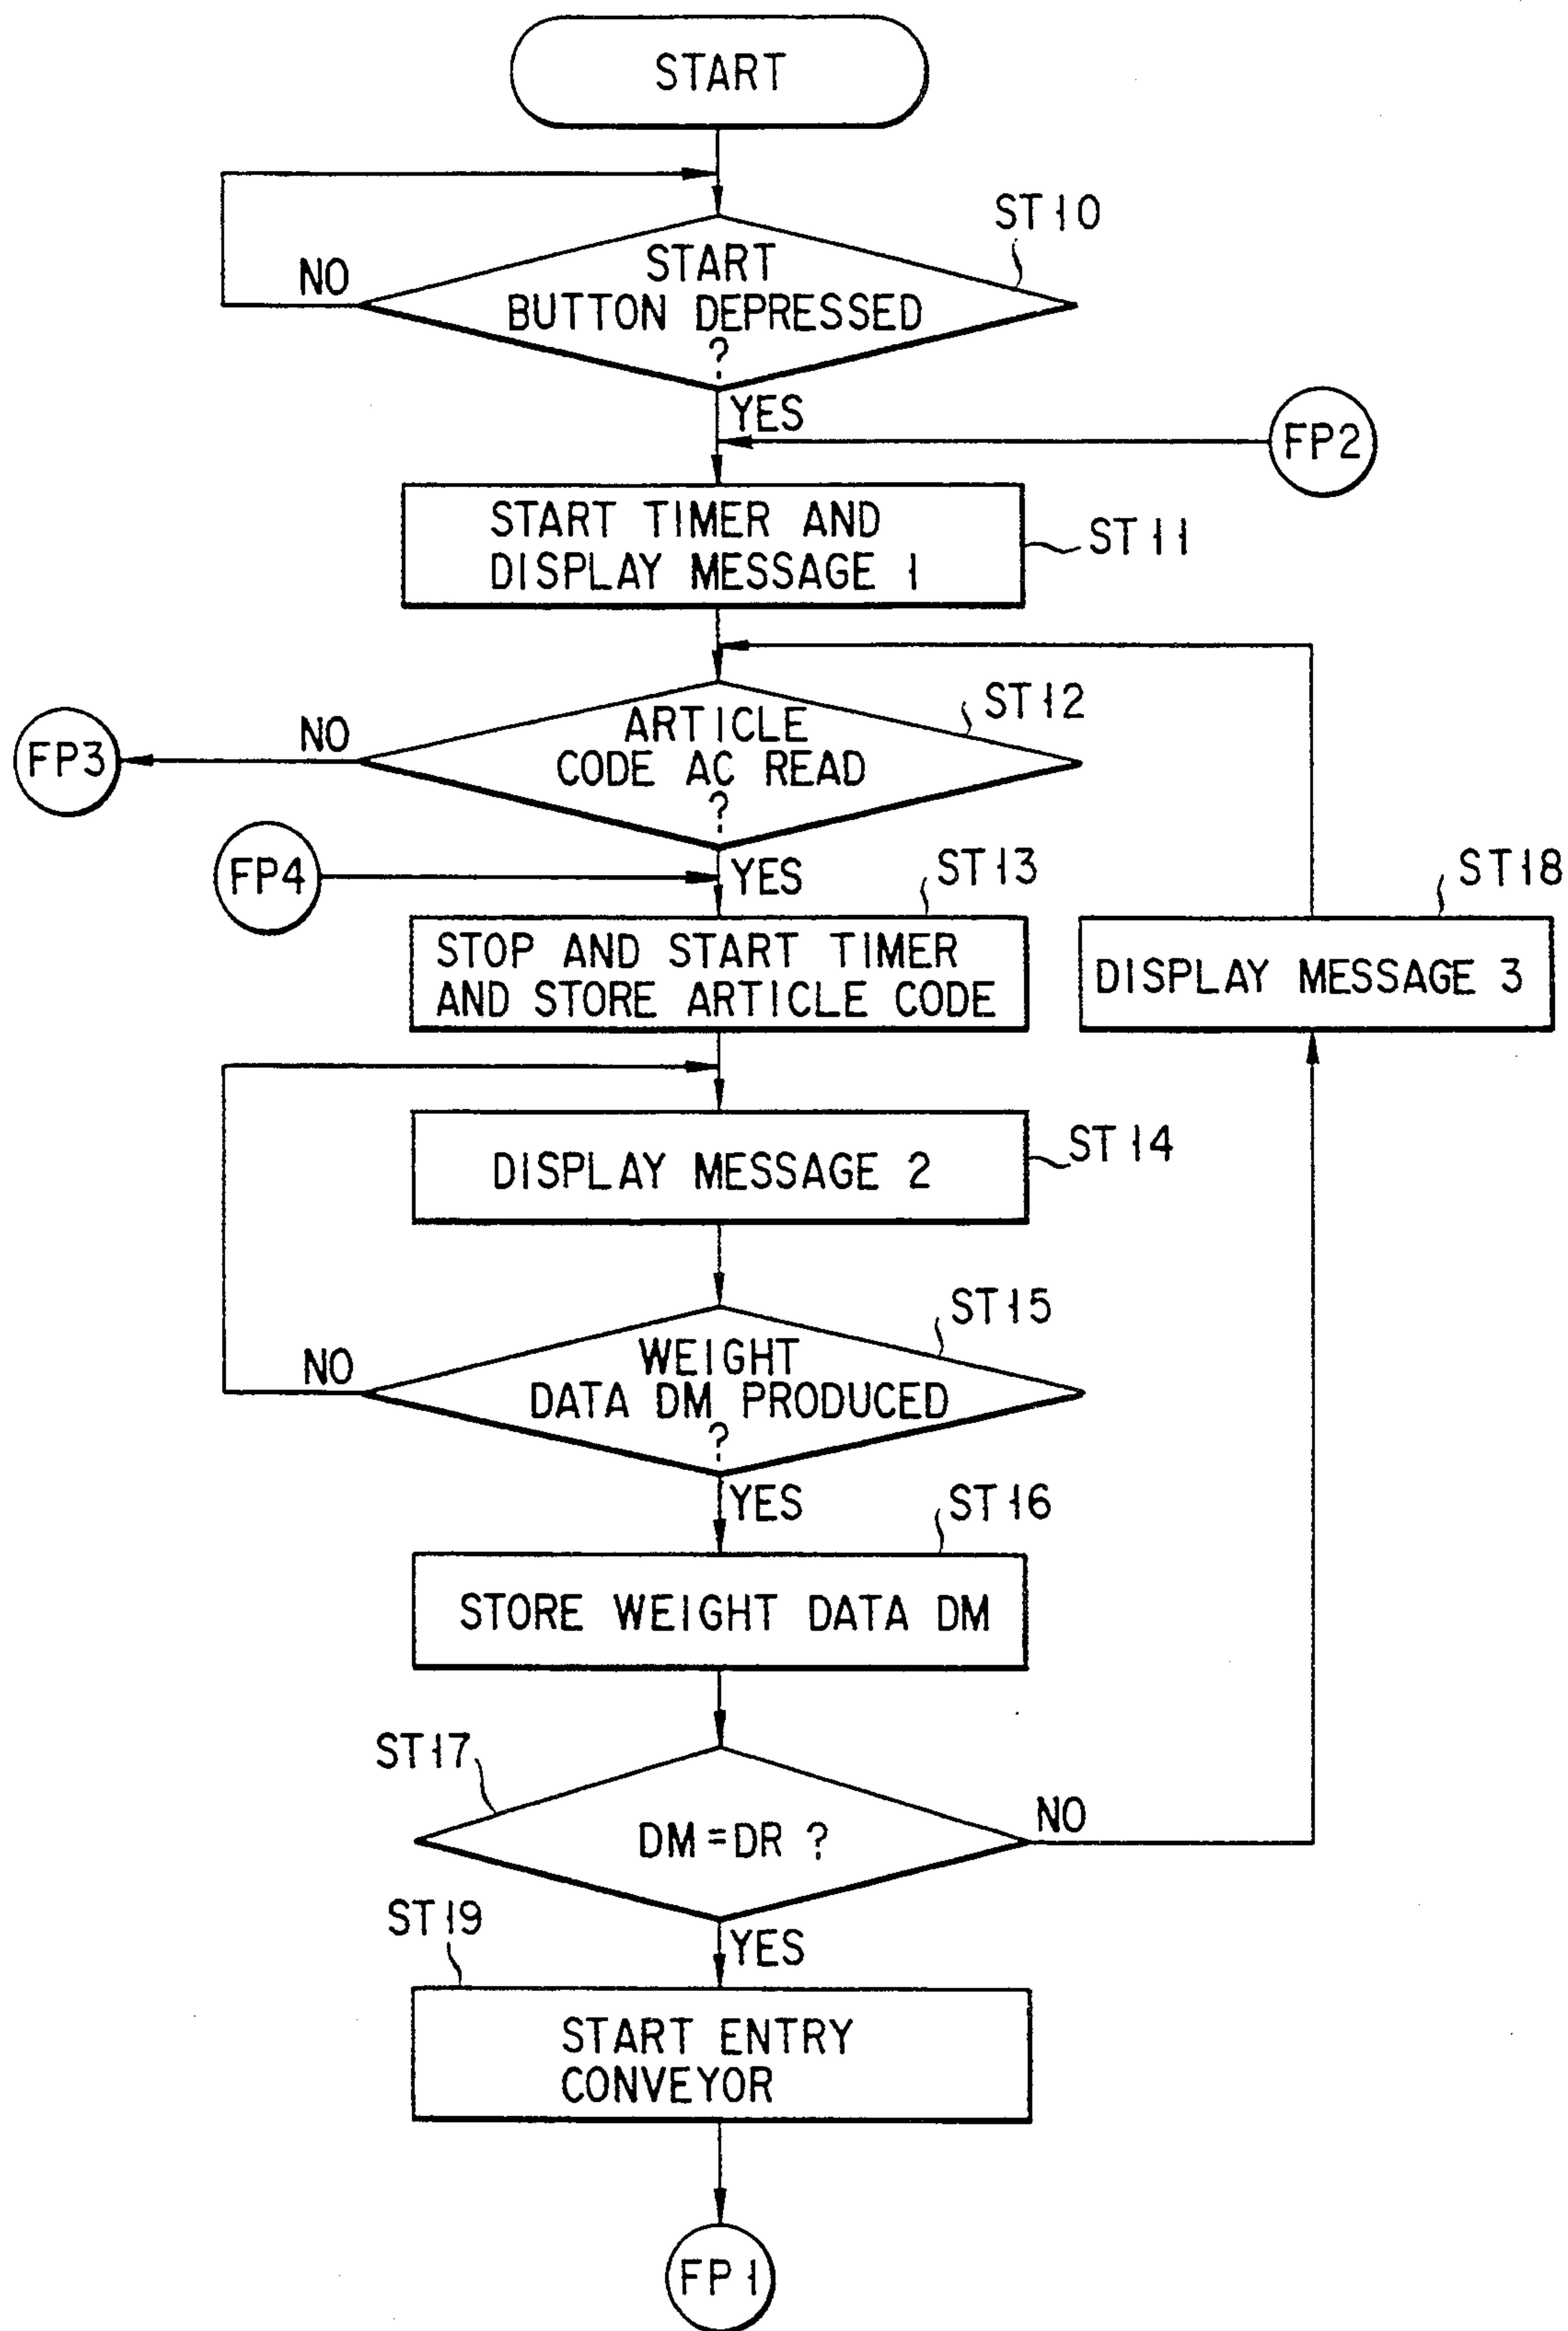 START
ST10
NO
START
BUTTON DEPRESSED
?
YES
FP2
START TIMER AND
DISPLAY MESSAGE 1
ST11
ST12
FP3
NO
ARTICLE
CODE AC READ
?
FP4
YES
ST13
ST18
STOP AND START TIMER
AND STORE ARTICLE CODE
DISPLAY MESSAGE 3
DISPLAY MESSAGE 2
ST14
ST15
NO
WEIGHT
DATA DM PRODUCED
?
YES
ST16
STORE WEIGHT DATA DM
ST17
DM=DR ?
NO
ST19
YES
START ENTRY
CONVEYOR
FP1